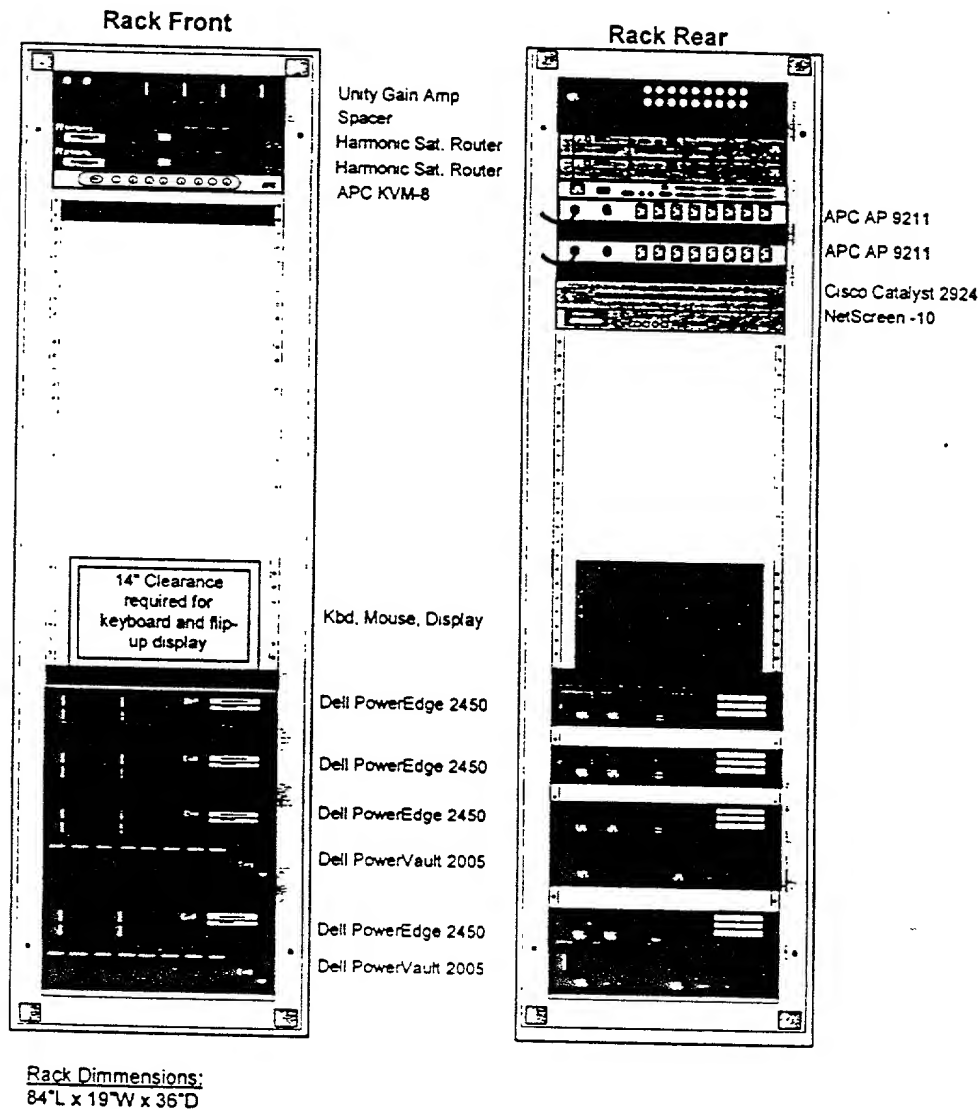 Rack Front
Rack Rear
Unity Gain Amp
Spacer
Harmonic Sat. Router
Harmonic Sat. Router
APC KVM-8
APC AP 9211
APC AP 9211
Cisco Catalyst 2924
NetScreen -10
14" Clearance
required for
keyboard and flip-
up display
Kbd, Mouse, Display
Dell PowerEdge 2450
Dell PowerEdge 2450
Dell PowerEdge 2450
Dell PowerVault 2005
Dell PowerEdge 2450
Dell PowerVault 2005
Rack Dimmensions:
84"L x 19"W x 36"D